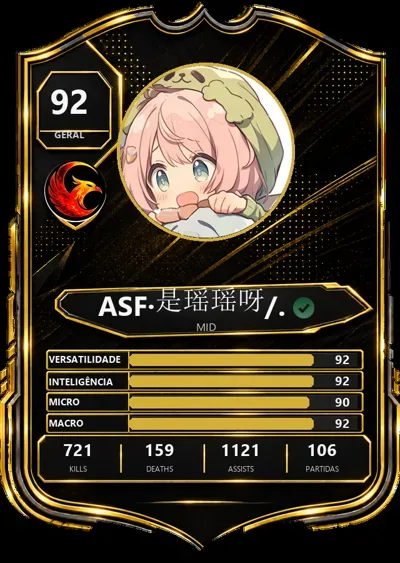 92
GERAL
ASF·是瑶瑶呀/.
MID
VERSATILIDADE 92
INTELIGÊNCIA 92
MICRO 90
MACRO 92
721 159 1121 106
KILLS DEATHS ASSISTS PARTIDAS